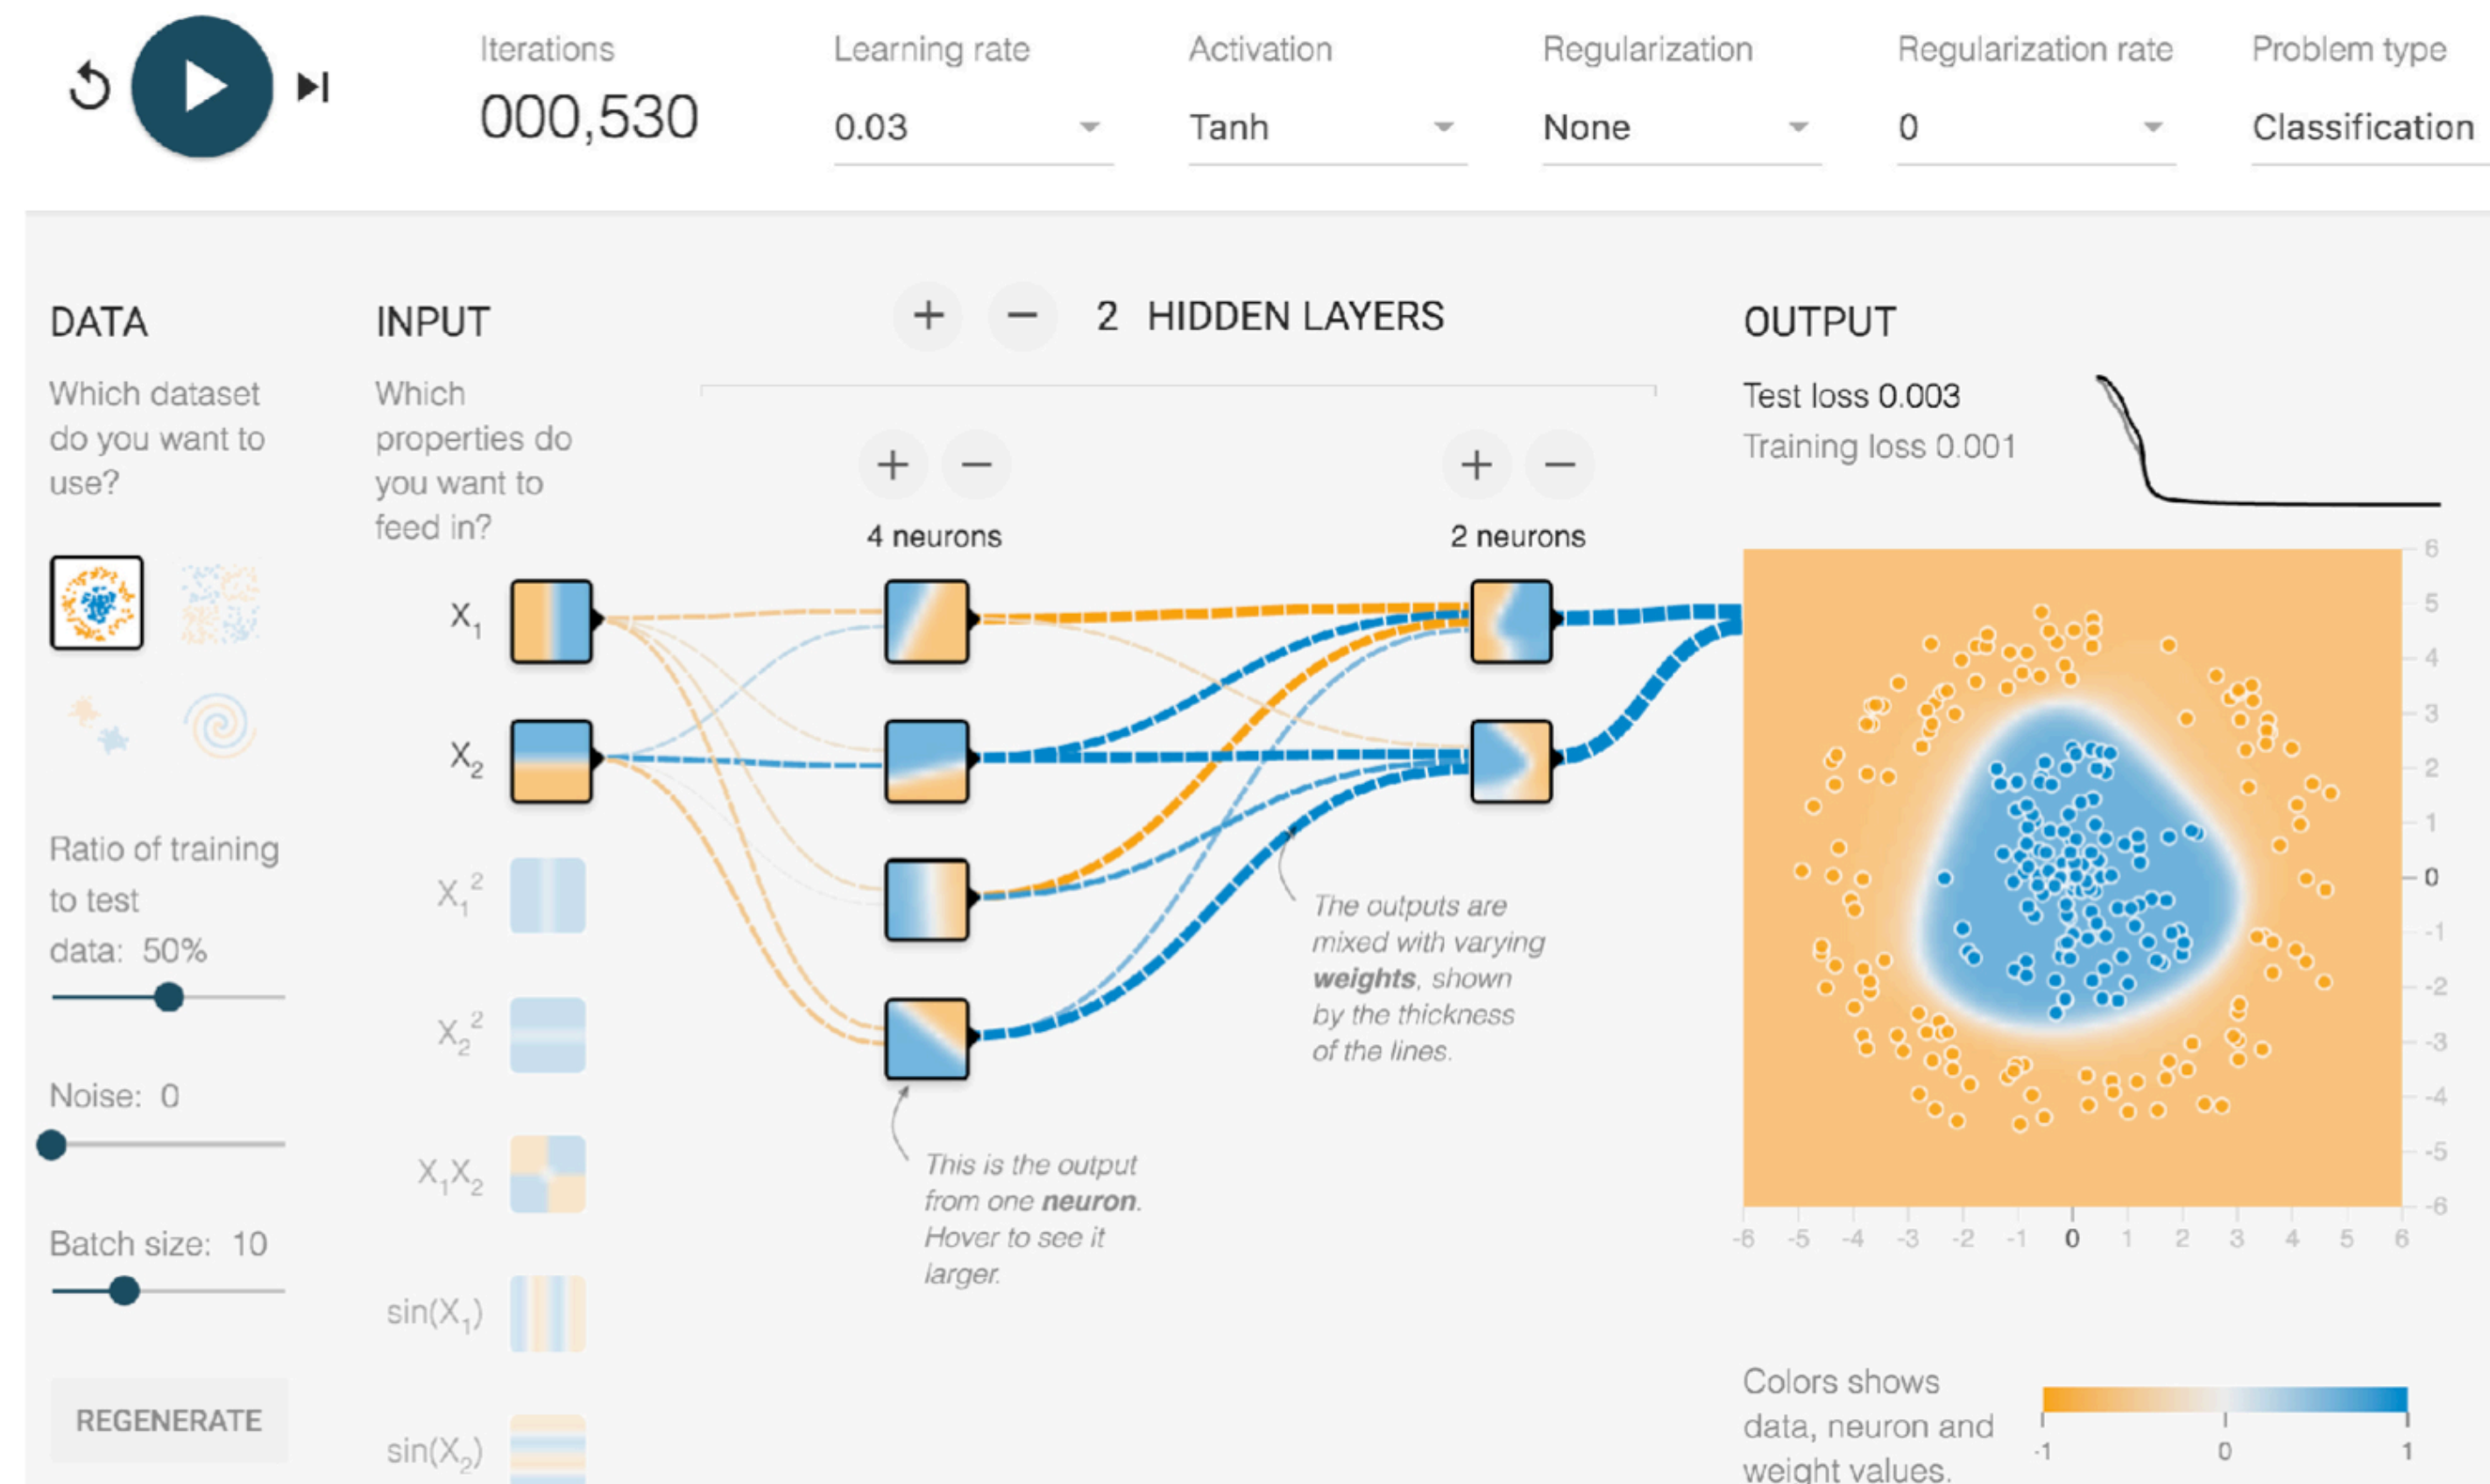 Iterations
000,530
Learning rate
0.03
Activation
Tanh
Regularization
None
Regularization rate
0
Problem type
Classification
DATA
Which dataset
do you want to
use?
Ratio of training
to test
data: 50%
Noise: 0
Batch size: 10
REGENERATE
INPUT
Which
properties do
you want to
feed in?
X1
X2
X1²
X2²
X1X2
sin(X1)
sin(X2)
+ − 2 HIDDEN LAYERS
+ −
4 neurons
+ −
2 neurons
The outputs are
mixed with varying
weights, shown
by the thickness
of the lines.
This is the output
from one neuron.
Hover to see it
larger.
OUTPUT
Test loss 0.003
Training loss 0.001
6
5
4
3
2
1
0
-1
-2
-3
-4
-5
-6
-6 -5 -4 -3 -2 -1 0 1 2 3 4 5 6
Colors shows
data, neuron and
weight values.
-1 0 1